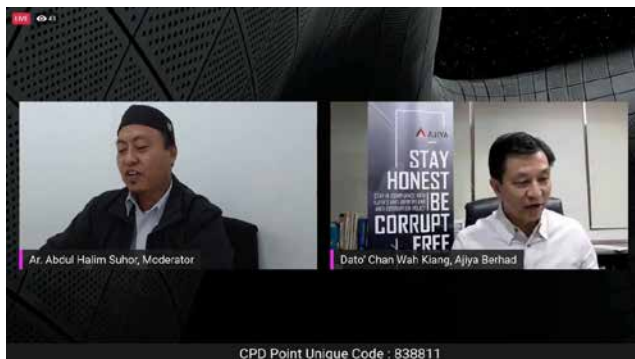 LIVE 41
AJIYA
STAY
HONEST
BE
CORRUPT
FREE
Ar. Abdul Halim Suhor, Moderator
Dato' Chan Wah Kiang, Ajiya Berhad
CPD Point Unique Code : 838811